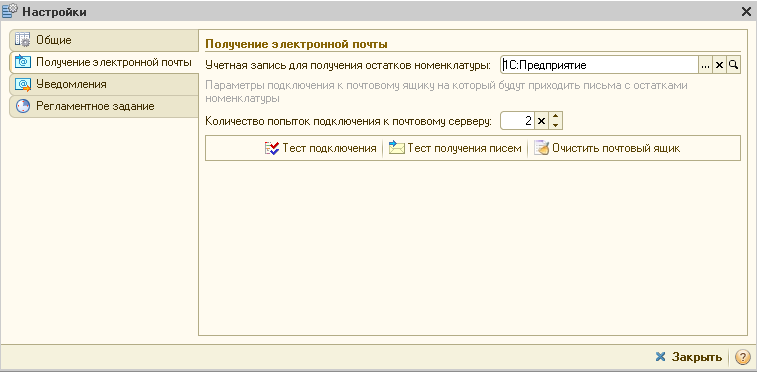 Настройки
Общие
Получение электронной почты
Уведомления
Регламентное задание
Получение электронной почты
Учетная запись для получения остатков номенклатуры: 1С:Предприятие ...
Параметры подключения к почтовому ящику на который будут приходить письма с остатками
номенклатуры
Количество попыток подключения к почтовому серверу: 2
Тест подключения Тест получения писем Очистить почтовый ящик
Закрыть ?